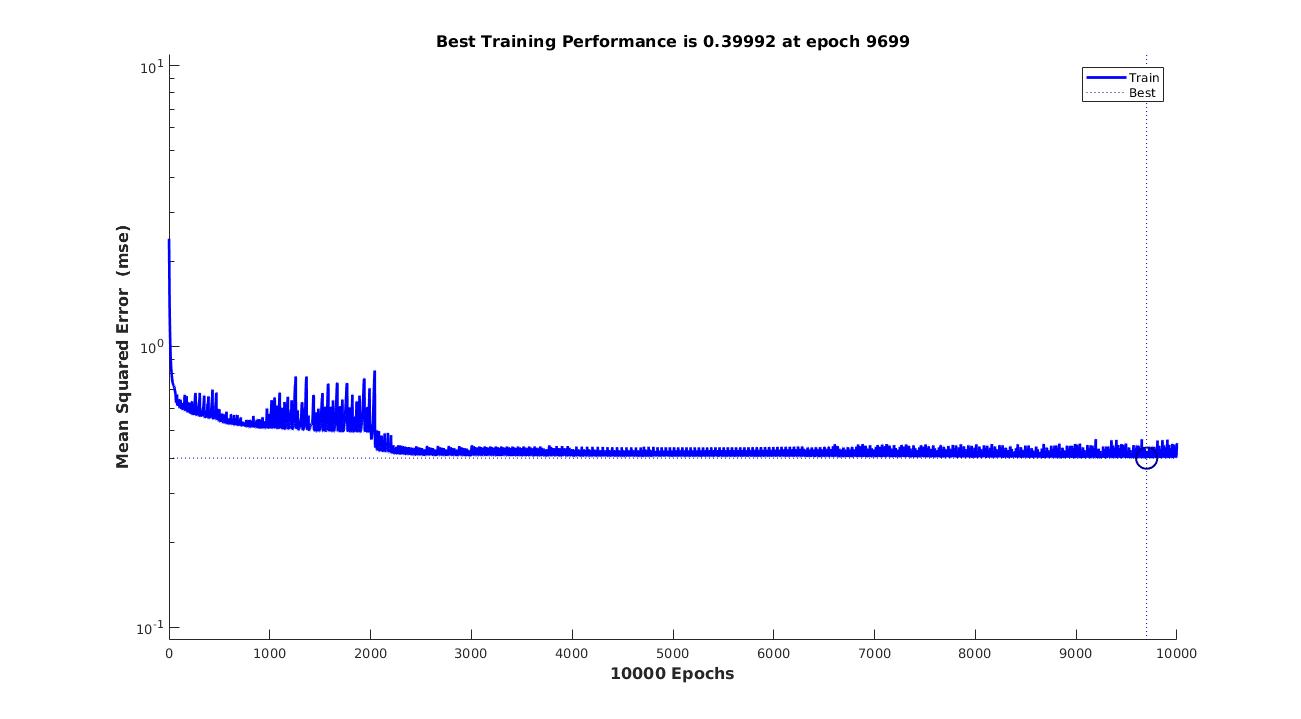 Best Training Performance is 0.39992 at epoch 9699
Train
Best
Mean Squared Error  (mse)
10^1
10^0
10^-1
0 1000 2000 3000 4000 5000 6000 7000 8000 9000 10000
10000 Epochs